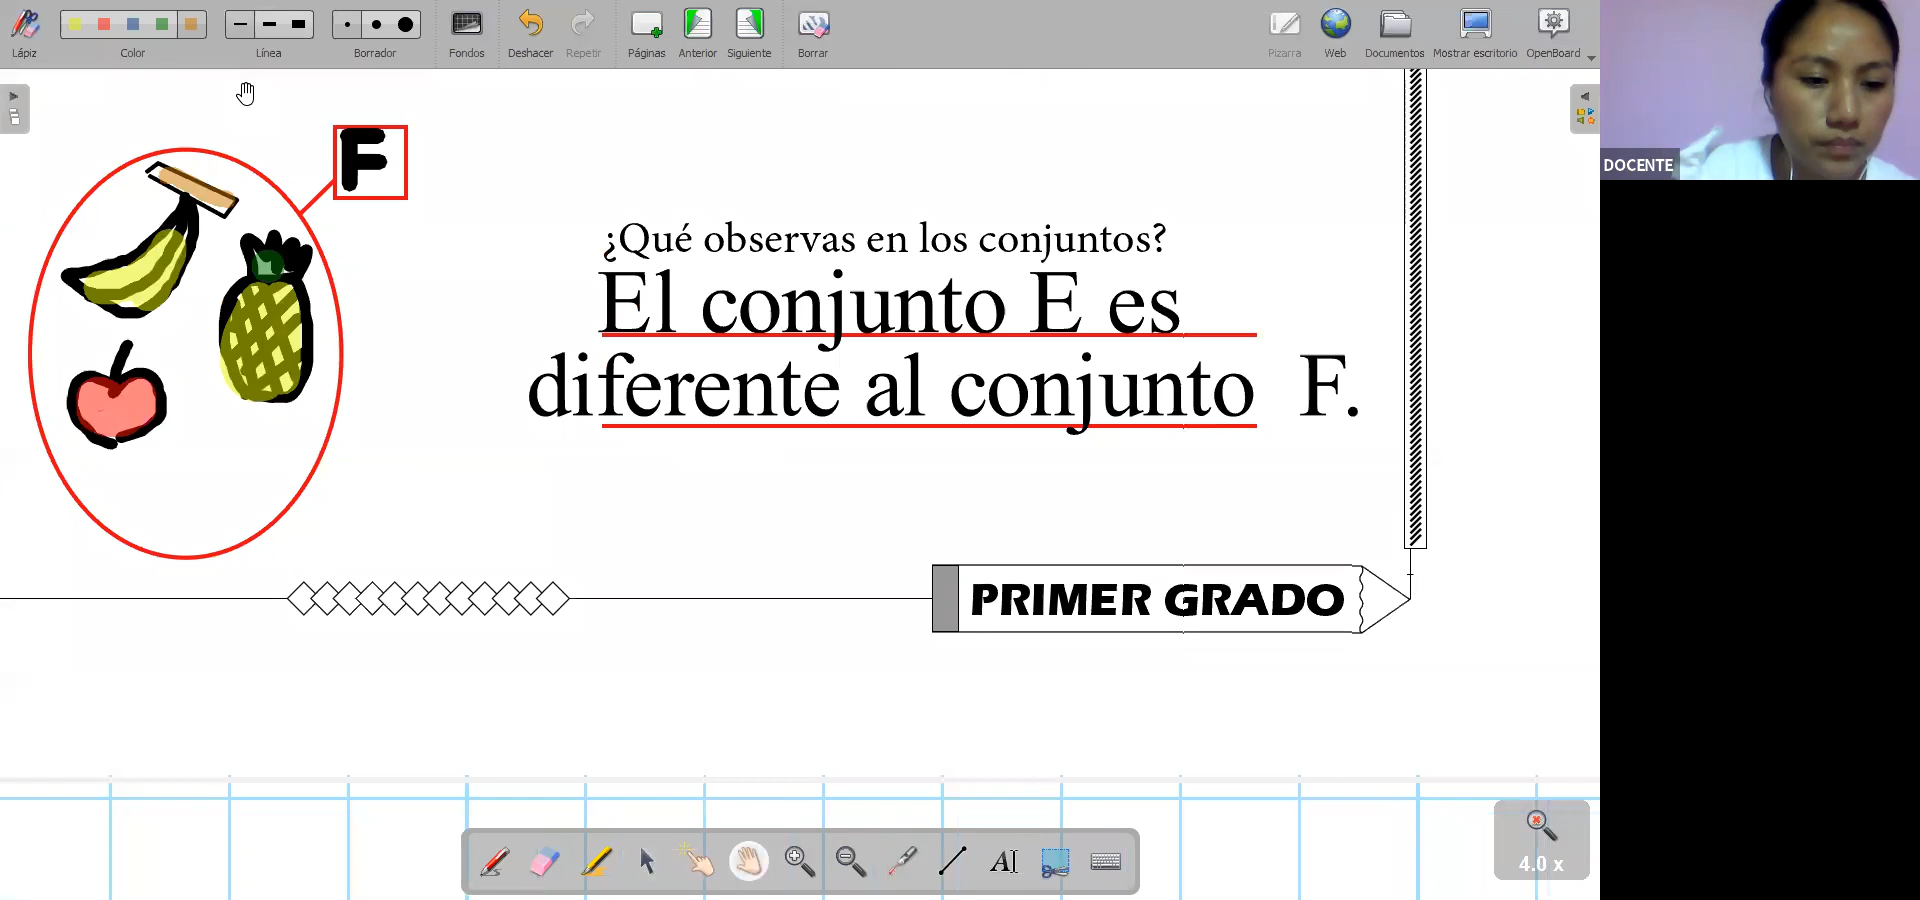 Lápiz
Color
Línea
Borrador
Fondos
Deshacer
Repetir
Páginas
Anterior
Siguiente
Borrar
Pizarra
Web
Documentos
Mostrar escritorio
OpenBoard
DOCENTE
F
¿Qué observas en los conjuntos?
El conjunto E es
diferente al conjunto F.
PRIMER GRADO
AI
4.0 x